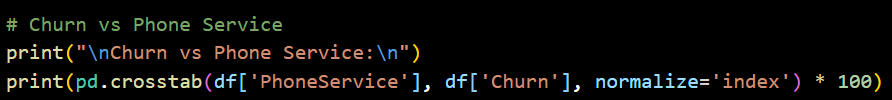 # Churn vs Phone Service
print("\nChurn vs Phone Service:\n")
print(pd.crosstab(df['PhoneService'], df['Churn'], normalize='index') * 100)